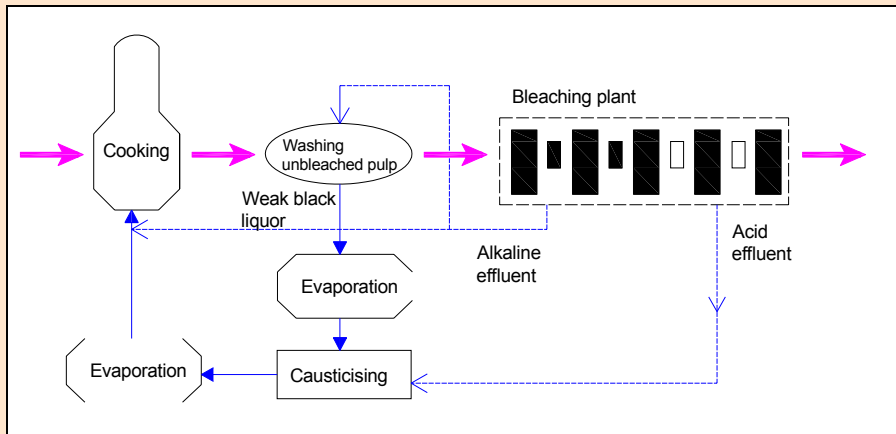 Bleaching plant
Cooking
Washing
unbleached pulp
Weak black
liquor
Alkaline
effluent
Acid
effluent
Evaporation
Evaporation
Causticising